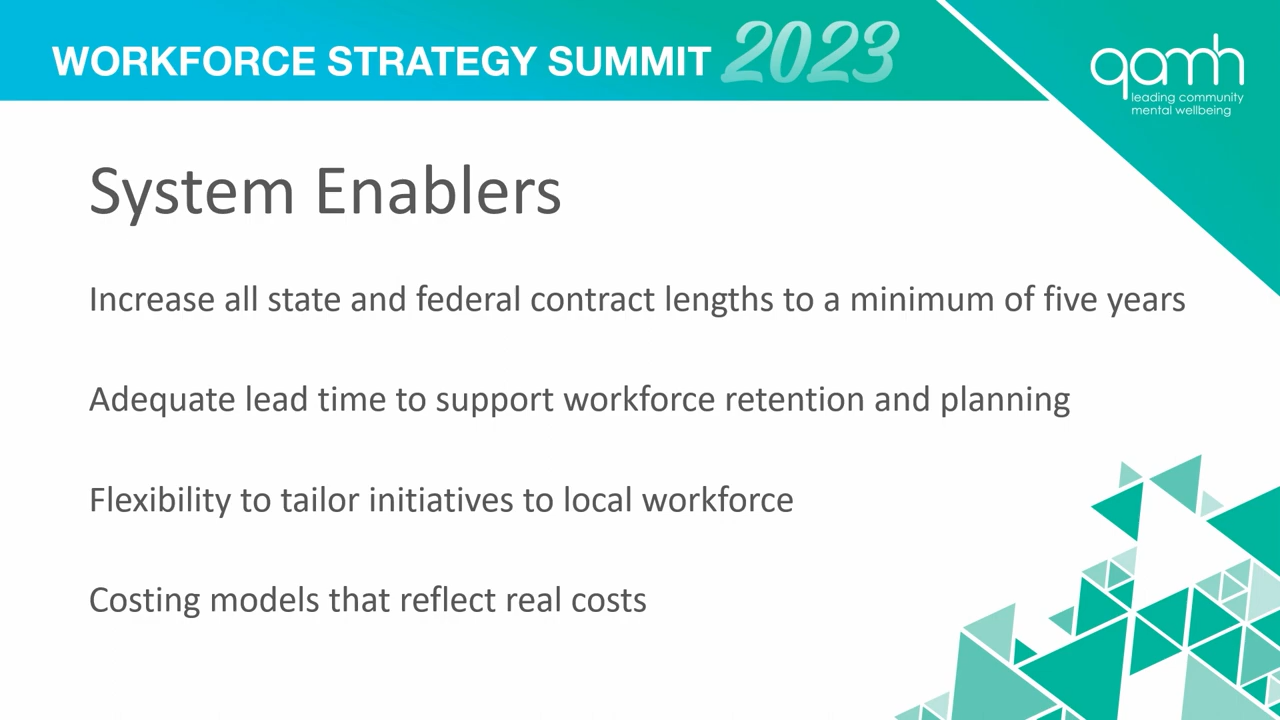 WORKFORCE STRATEGY SUMMIT 2023
qamh
leading community
mental wellbeing
System Enablers
Increase all state and federal contract lengths to a minimum of five years
Adequate lead time to support workforce retention and planning
Flexibility to tailor initiatives to local workforce
Costing models that reflect real costs